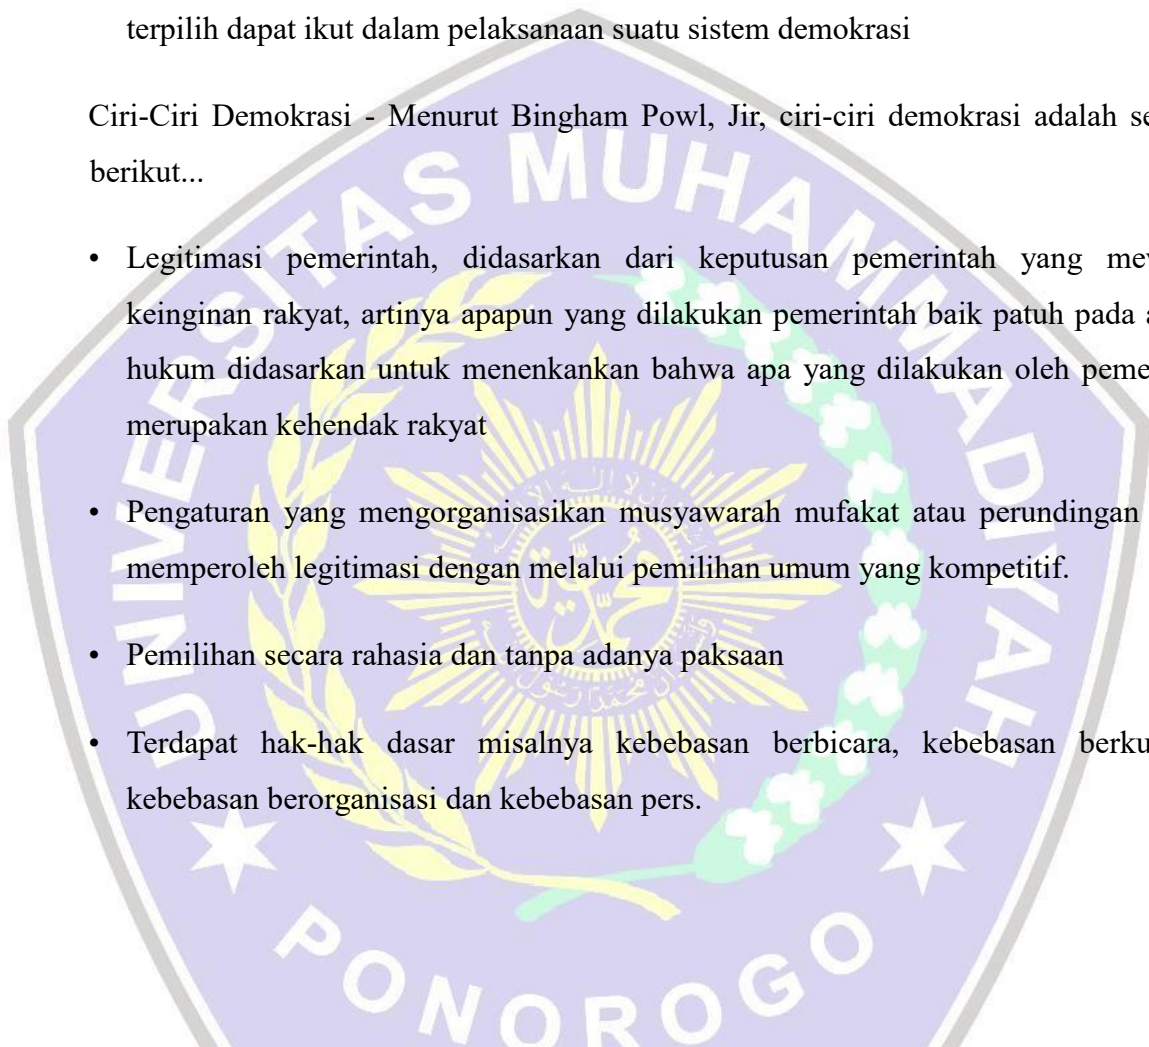 terpilih dapat ikut dalam pelaksanaan suatu sistem demokrasi
Ciri-Ciri Demokrasi - Menurut Bingham Powl, Jir, ciri-ciri demokrasi adalah se
berikut...
• Legitimasi pemerintah, didasarkan dari keputusan pemerintah yang mev
keinginan rakyat, artinya apapun yang dilakukan pemerintah baik patuh pada a
hukum didasarkan untuk menenkankan bahwa apa yang dilakukan oleh peme
merupakan kehendak rakyat
• Pengaturan yang mengorganisasikan musyawarah mufakat atau perundingan
memperoleh legitimasi dengan melalui pemilihan umum yang kompetitif.
• Pemilihan secara rahasia dan tanpa adanya paksaan
• Terdapat hak-hak dasar misalnya kebebasan berbicara, kebebasan berku
kebebasan berorganisasi dan kebebasan pers.
UNIVERSITAS MUHAMMADIYAH
PONOROGO
محمدية